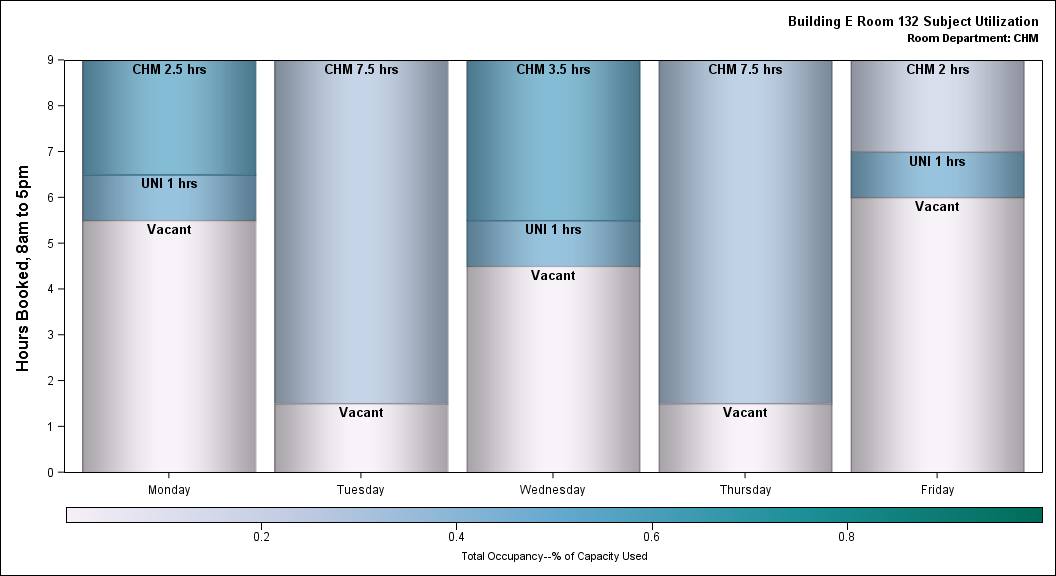 Building E Room 132 Subject Utilization
Room Department: CHM
Hours Booked, 8am to 5pm
9
8
7
6
5
4
3
2
1
0
CHM 2.5 hrs
UNI 1 hrs
Vacant
CHM 7.5 hrs
Vacant
CHM 3.5 hrs
UNI 1 hrs
Vacant
CHM 7.5 hrs
Vacant
CHM 2 hrs
UNI 1 hrs
Vacant
Monday Tuesday Wednesday Thursday Friday
0.2 0.4 0.6 0.8
Total Occupancy--% of Capacity Used